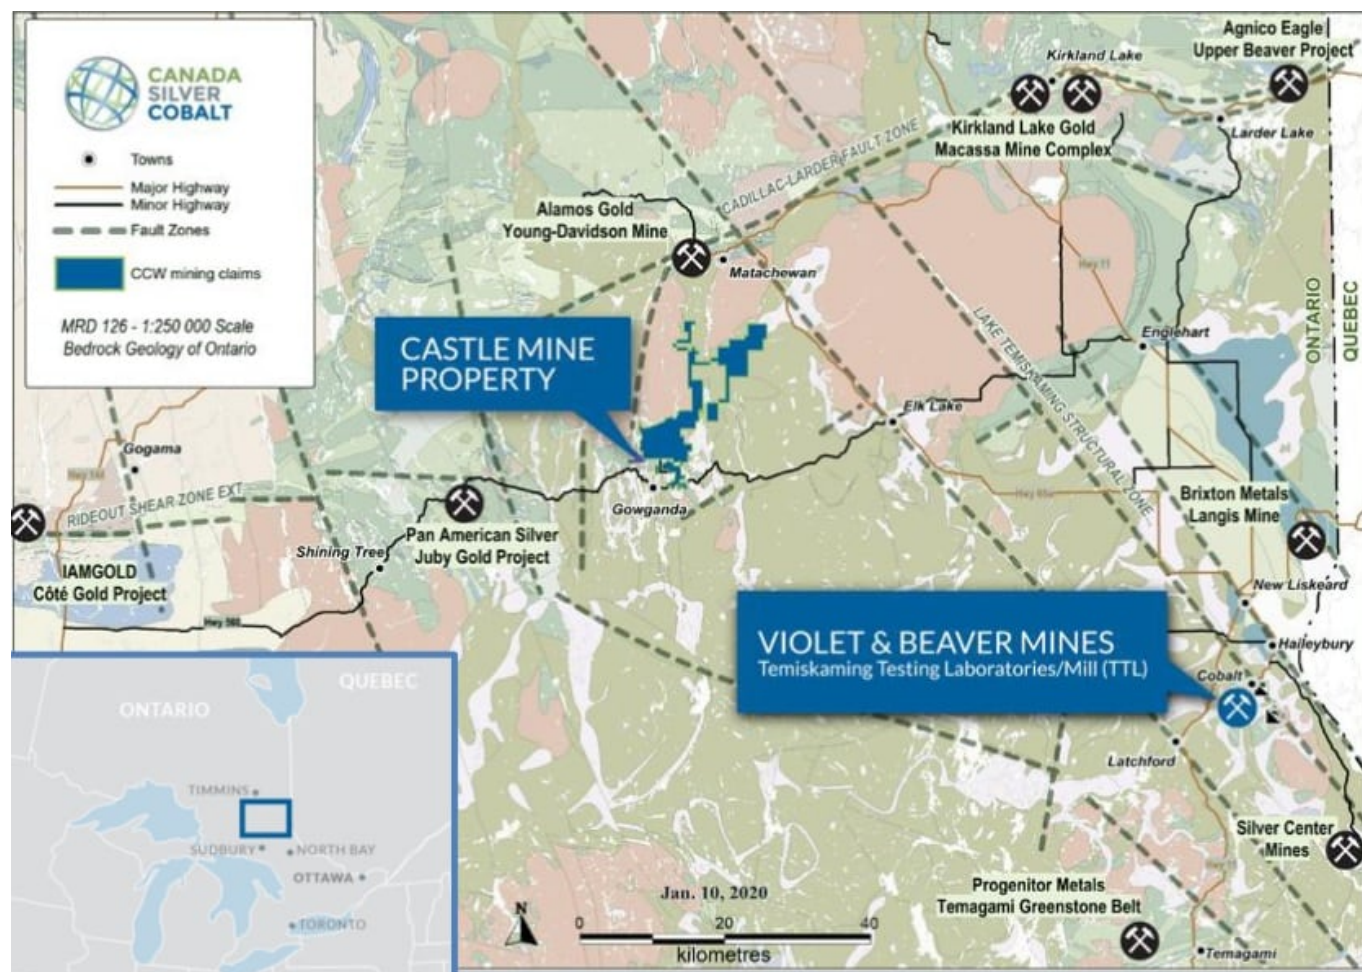 CANADA
SILVER
COBALT
Towns
Major Highway
Minor Highway
Fault Zones
CCW mining claims
MRD 126 - 1:250 000 Scale
Bedrock Geology of Ontario
Agnico Eagle
Upper Beaver Project
Kirkland Lake
Kirkland Lake Gold
Macassa Mine Complex
Larder Lake
CADILLAC-LARDER FAULT ZONE
Alamos Gold
Young-Davidson Mine
Matachewan
Hwy 11
ONTARIO
QUEBEC
CASTLE MINE
PROPERTY
Englehart
LAKE TEMISKAMING STRUCTURAL ZONE
Elk Lake
Gogama
Hwy 560
RIDEOUT SHEAR ZONE EXT
Gowganda
Brixton Metals
Langis Mine
Pan American Silver
Juby Gold Project
Shining Tree
IAMGOLD
Côté Gold Project
New Liskeard
VIOLET & BEAVER MINES
Temiskaming Testing Laboratories/Mill (TTL)
Haileybury
Cobalt
Latchford
ONTARIO
QUEBEC
TIMMINS
SUDBURY
NORTH BAY
OTTAWA
TORONTO
Silver Center
Mines
Hwy 11
Progenitor Metals
Temagami Greenstone Belt
Temagami
Jan. 10, 2020
N
0 20 40
kilometres